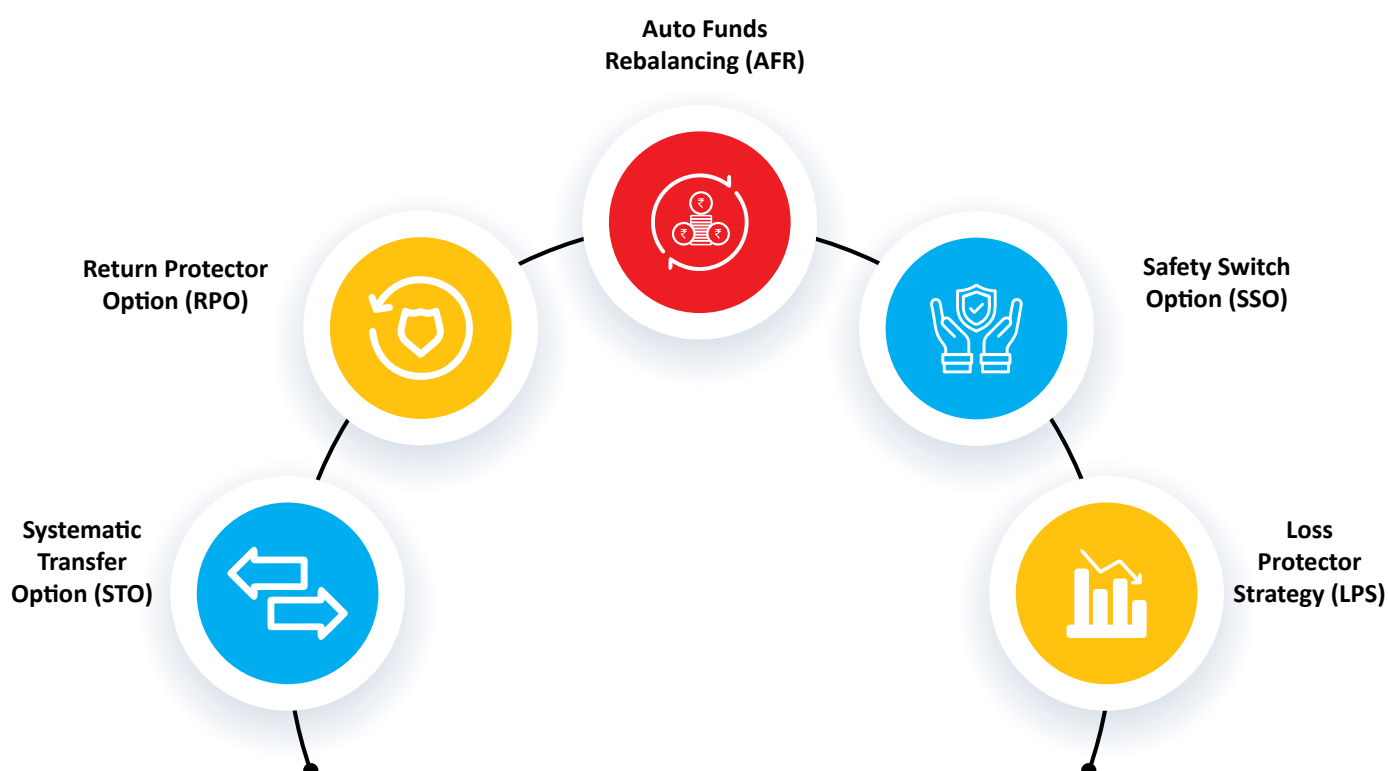 Auto Funds
Rebalancing (AFR)
Return Protector
Option (RPO)
Safety Switch
Option (SSO)
Systematic
Transfer
Option (STO)
Loss
Protector
Strategy (LPS)
₹
₹
₹